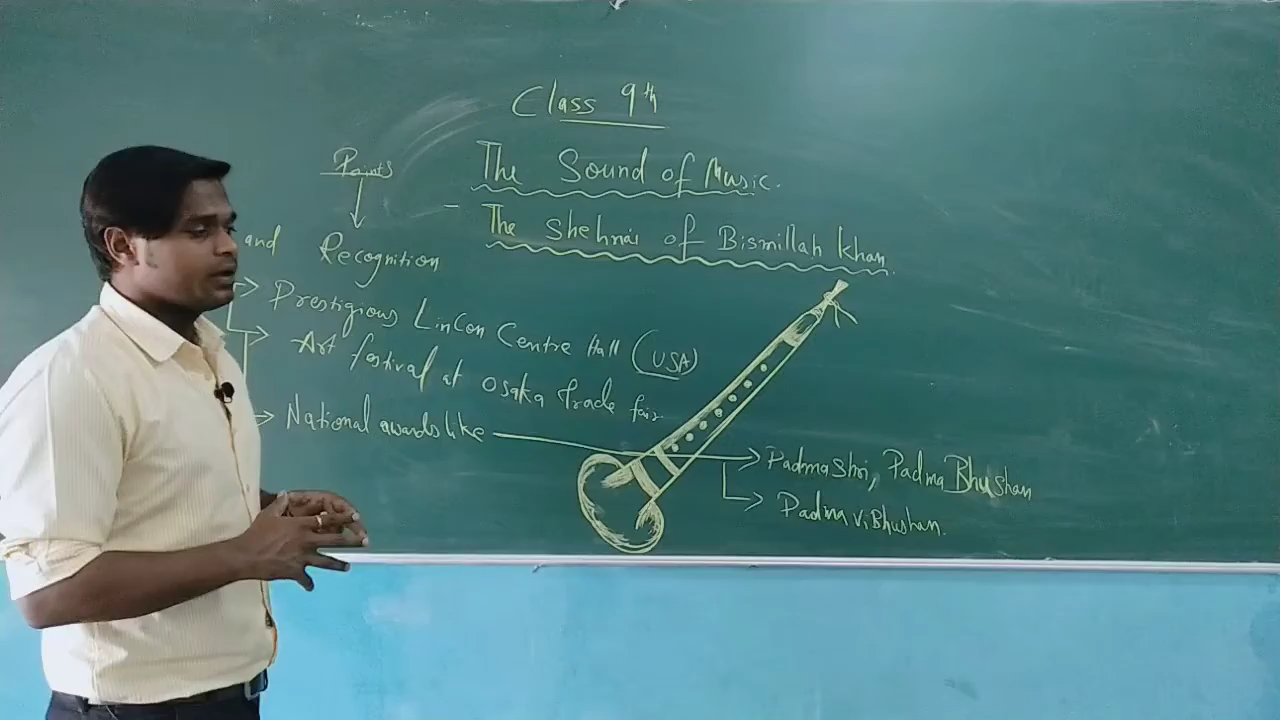 Class 9th
The Sound of Music.
- The Shehnai of Bismillah Khan.
Points
and Recognition
Prestigious LinCon Centre Hall (USA)
Art festival at Osaka Trade fair
National awards like
PadmaShri, Padma Bhushan
Padma Vibhushan.